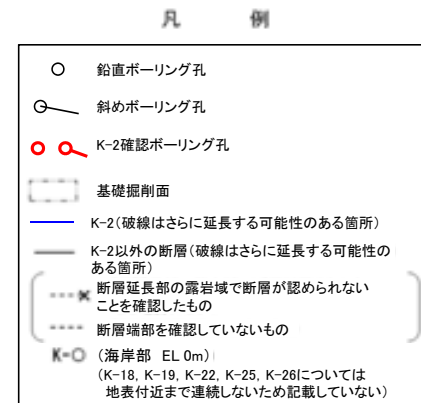 凡 例
鉛直ボーリング孔
斜めボーリング孔
K-2確認ボーリング孔
基礎掘削面
K-2(破線はさらに延長する可能性のある箇所)
K-2以外の断層(破線はさらに延長する可能性の
ある箇所)
断層延長部の露岩域で断層が認められない
ことを確認したもの
断層端部を確認していないもの
K-○ (海岸部 EL 0m)
(K-18, K-19, K-22, K-25, K-26については
地表付近まで連続しないため記載していない)